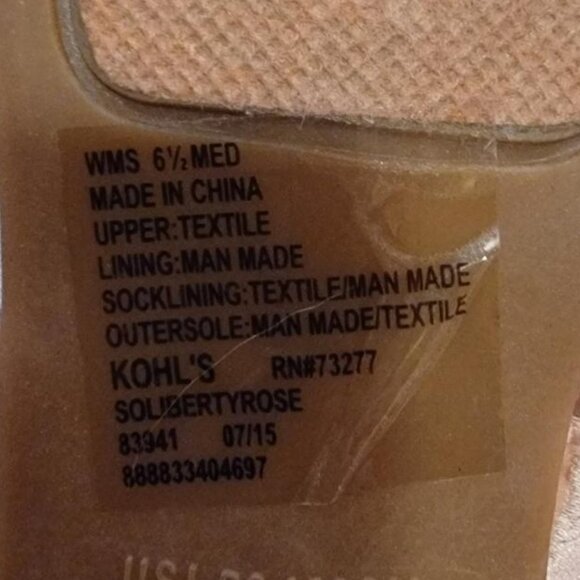 WMS 6½ MED
MADE IN CHINA
UPPER:TEXTILE
LINING:MAN MADE
SOCKLINING:TEXTILE/MAN MADE
OUTERSOLE:MAN MADE/TEXTILE
KOHL'S RN#73277
SOLIBERTYROSE
83941 07/15
888833404697